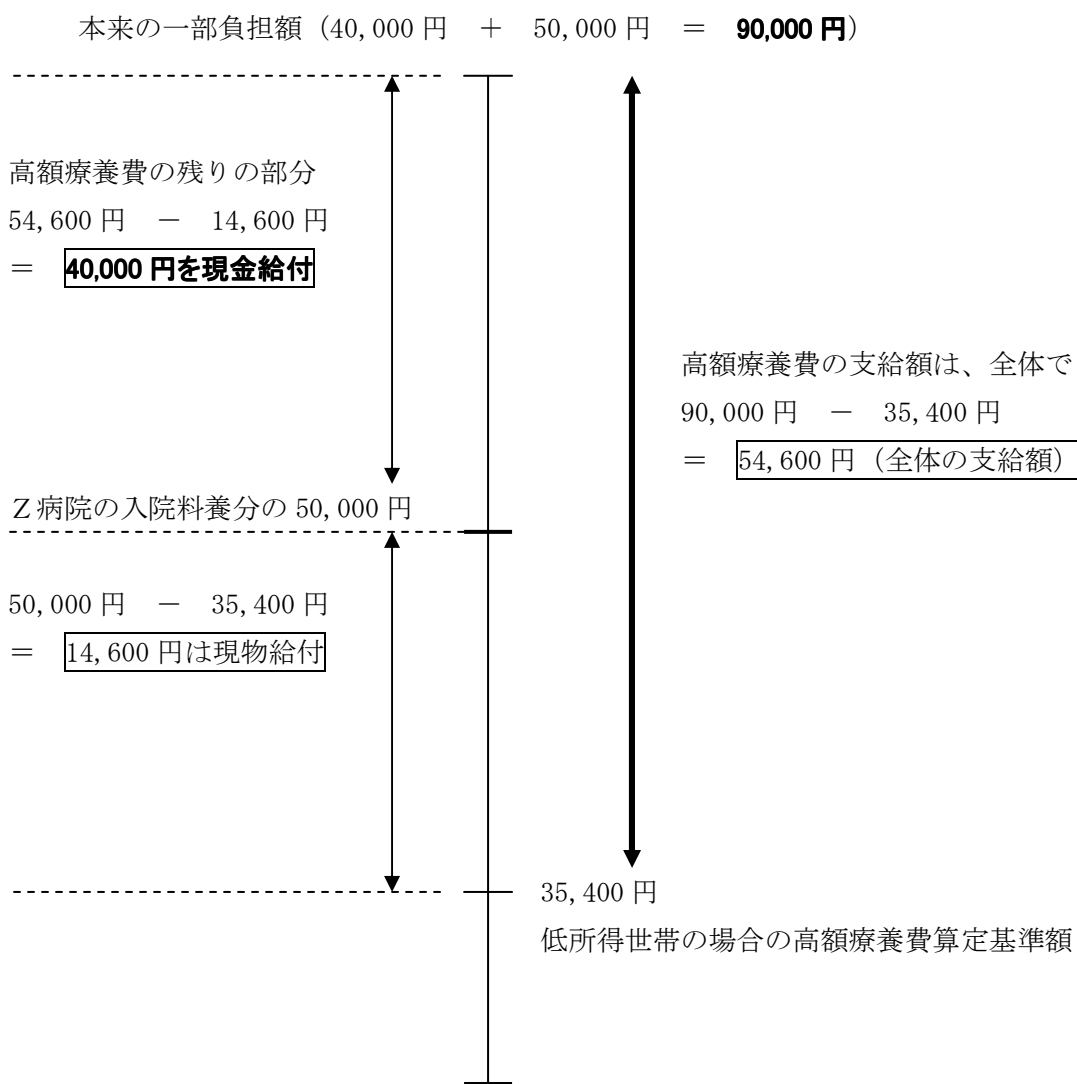 本来の一部負担額（40,000 円　＋　50,000 円　＝　90,000 円）
高額療養費の残りの部分
54,600 円　－　14,600 円
＝　40,000 円を現金給付
高額療養費の支給額は、全体で
90,000 円　－　35,400 円
＝　54,600 円（全体の支給額）
Ｚ病院の入院料養分の 50,000 円
50,000 円　－　35,400 円
＝　14,600 円は現物給付
35,400 円
低所得世帯の場合の高額療養費算定基準額